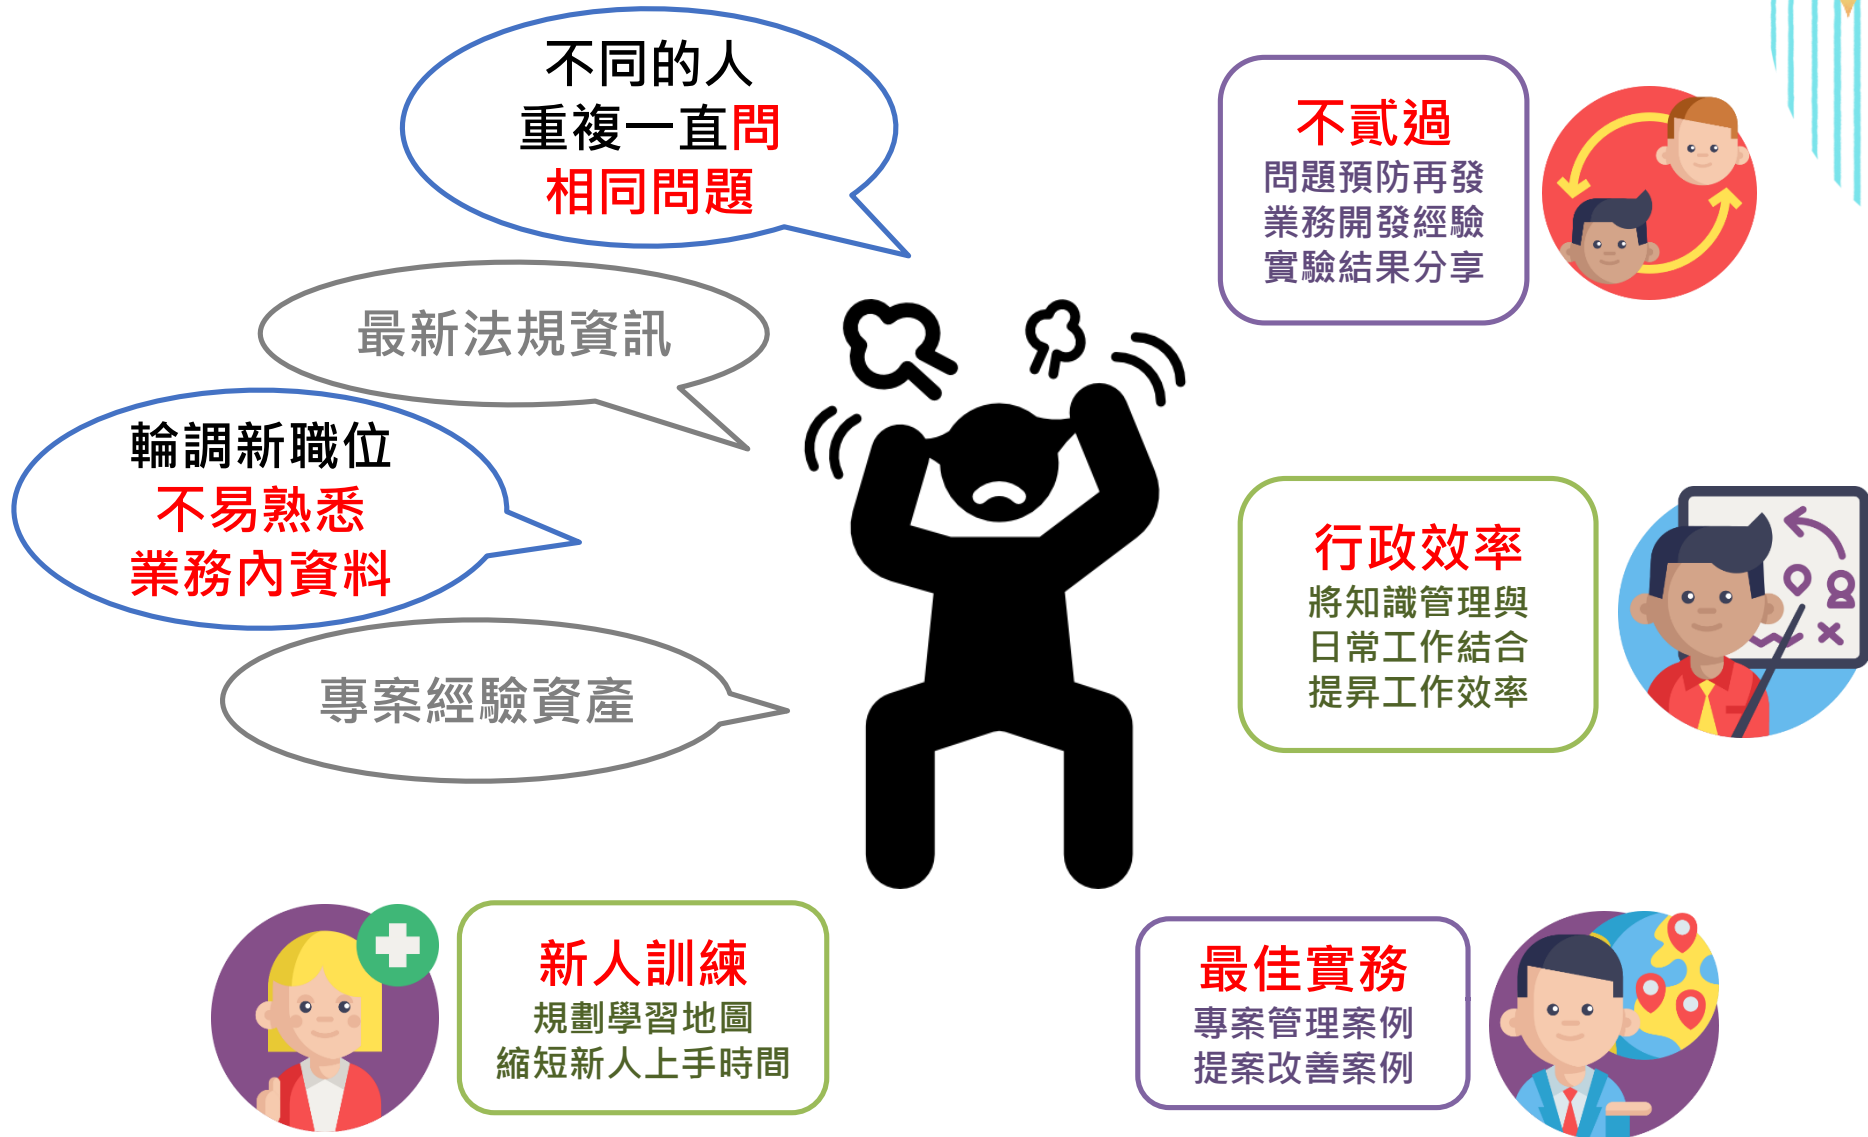 不同的人
重複一直問
相同問題
最新法規資訊
輪調新職位
不易熟悉
業務內資料
專案經驗資產
不貳過
問題預防再發
業務開發經驗
實驗結果分享
行政效率
將知識管理與
日常工作結合
提昇工作效率
新人訓練
規劃學習地圖
縮短新人上手時間
最佳實務
專案管理案例
提案改善案例